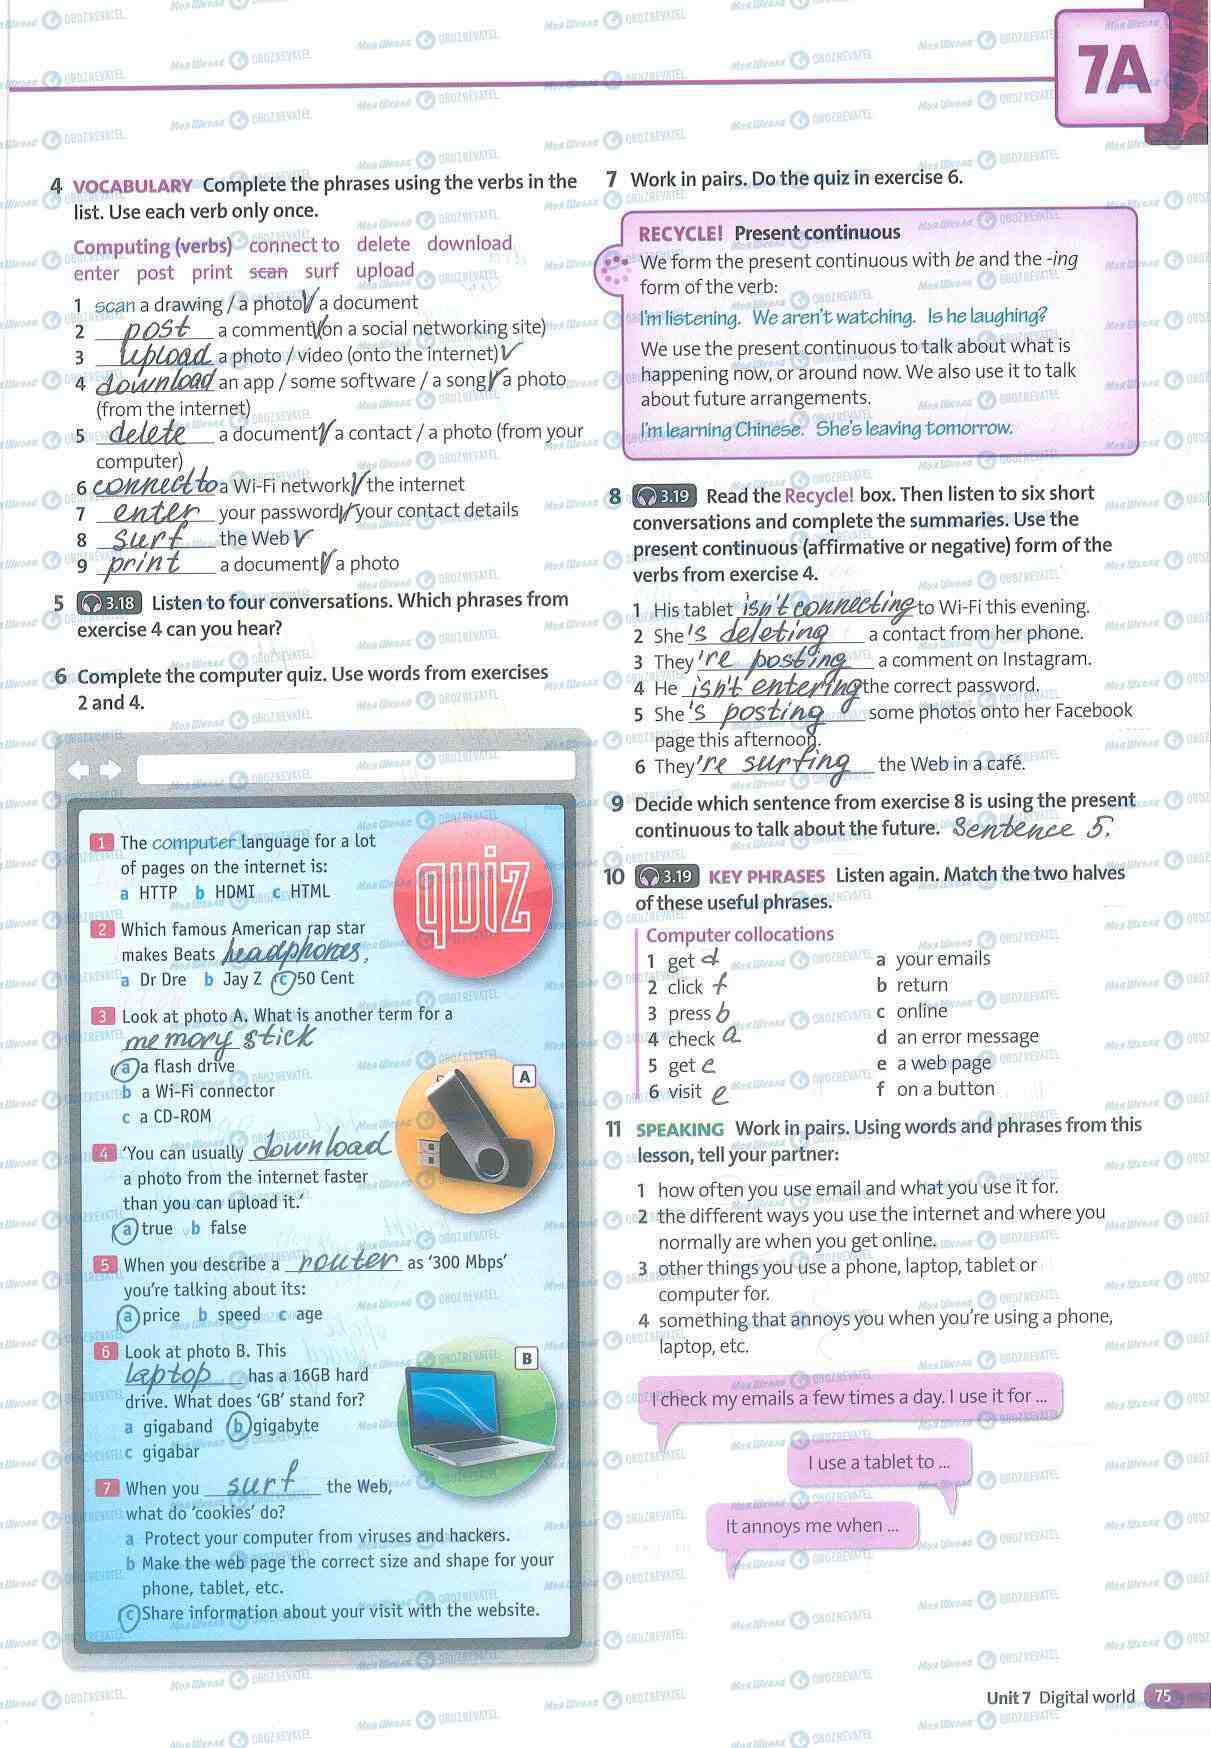 7A
4 VOCABULARY Complete the phrases using the verbs in the
list. Use each verb only once.
Computing (verbs) connect to delete download
enter post print scan surf upload
1 scan a drawing / a photo / a document
2 post a comment (on a social networking site)
3 upload a photo / video (onto the internet)
4 download an app / some software / a song / a photo
(from the internet)
5 delete a document / a contact / a photo (from your
computer)
6 connect to a Wi-Fi network / the internet
7 enter your password / your contact details
8 surf the Web
9 print a document / a photo
5 3.18 Listen to four conversations. Which phrases from
exercise 4 can you hear?
6 Complete the computer quiz. Use words from exercises
2 and 4.
quiz
1 The computer language for a lot
of pages on the internet is:
a HTTP b HDMI c HTML
2 Which famous American rap star
makes Beats headphones,
a Dr Dre b Jay Z c 50 Cent
3 Look at photo A. What is another term for a
memory stick
a a flash drive
b a Wi-Fi connector
c a CD-ROM
A
4 'You can usually download
a photo from the internet faster
than you can upload it.'
a true b false
5 When you describe a router as '300 Mbps'
you're talking about its:
a price b speed c age
6 Look at photo B. This
laptop has a 16GB hard
drive. What does 'GB' stand for?
a gigaband b gigabyte
c gigabar
B
7 When you surf the Web,
what do 'cookies' do?
a Protect your computer from viruses and hackers.
b Make the web page the correct size and shape for your
phone, tablet, etc.
c Share information about your visit with the website.
7 Work in pairs. Do the quiz in exercise 6.
RECYCLE! Present continuous
We form the present continuous with be and the -ing
form of the verb:
I'm listening. We aren't watching. Is he laughing?
We use the present continuous to talk about what is
happening now, or around now. We also use it to talk
about future arrangements.
I'm learning Chinese. She's leaving tomorrow.
8 3.19 Read the Recycle! box. Then listen to six short
conversations and complete the summaries. Use the
present continuous (affirmative or negative) form of the
verbs from exercise 4.
1 His tablet isn't connecting to Wi-Fi this evening.
2 She 's deleting a contact from her phone.
3 They 're posting a comment on Instagram.
4 He isn't entering the correct password.
5 She 's posting some photos onto her Facebook
page this afternoon.
6 They 're surfing the Web in a café.
9 Decide which sentence from exercise 8 is using the present
continuous to talk about the future. Sentence 5.
10 3.19 KEY PHRASES Listen again. Match the two halves
of these useful phrases.
Computer collocations
1 get d a your emails
2 click f b return
3 press b c online
4 check a d an error message
5 get c e a web page
6 visit e f on a button
11 SPEAKING Work in pairs. Using words and phrases from this
lesson, tell your partner:
1 how often you use email and what you use it for.
2 the different ways you use the internet and where you
normally are when you get online.
3 other things you use a phone, laptop, tablet or
computer for.
4 something that annoys you when you're using a phone,
laptop, etc.
I check my emails a few times a day. I use it for ...
I use a tablet to ...
It annoys me when ...
Unit 7 Digital world 75
Моя Школа OBOZREVATEL